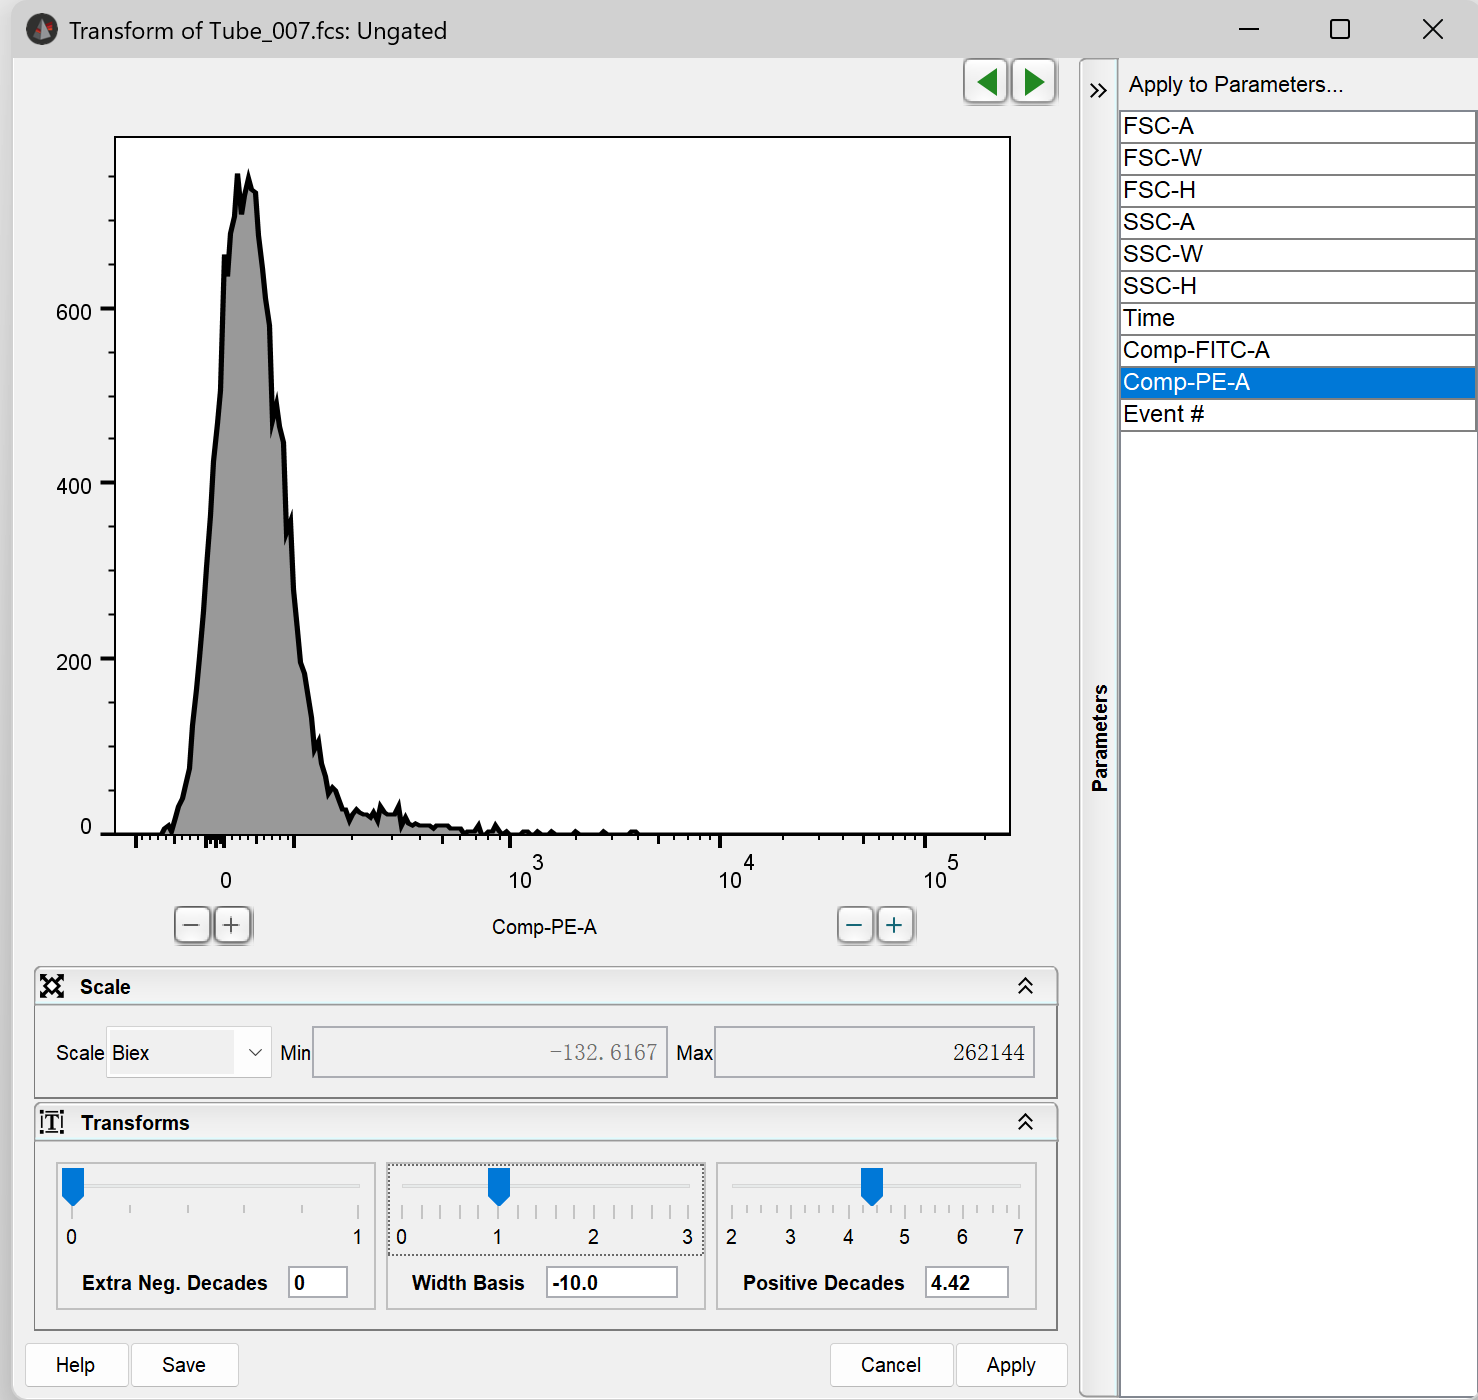 Transform of Tube_007.fcs: Ungated
Apply to Parameters...
FSC-A
FSC-W
FSC-H
SSC-A
SSC-W
SSC-H
Time
Comp-FITC-A
Comp-PE-A
Event #
Parameters
600
400
200
0
0 10^3 10^4 10^5
Comp-PE-A
Scale
Scale Biex Min -132.6167 Max 262144
Transforms
0 1
Extra Neg. Decades 0
0 1 2 3
Width Basis -10.0
2 3 4 5 6 7
Positive Decades 4.42
Help Save Cancel Apply